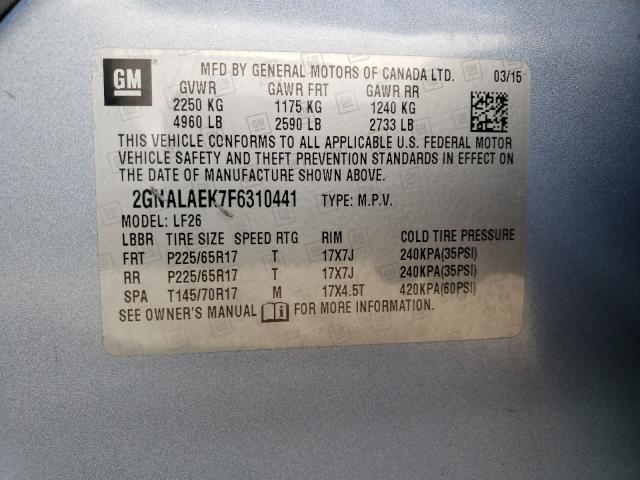 GM
®
MFD BY GENERAL MOTORS OF CANADA LTD. 03/15
GVWR GAWR FRT GAWR RR
2250 KG 1175 KG 1240 KG
4960 LB 2590 LB 2733 LB
THIS VEHICLE CONFORMS TO ALL APPLICABLE U.S. FEDERAL MOTOR
VEHICLE SAFETY AND THEFT PREVENTION STANDARDS IN EFFECT ON
THE DATE OF MANUFACTURE SHOWN ABOVE.
2GNALAEK7F6310441 TYPE: M.P.V.
MODEL: LF26
LBBR TIRE SIZE SPEED RTG RIM COLD TIRE PRESSURE
FRT P225/65R17 T 17X7J 240KPA(35PSI)
RR P225/65R17 T 17X7J 240KPA(35PSI)
SPA T145/70R17 M 17X4.5T 420KPA(60PSI)
SEE OWNER'S MANUAL FOR MORE INFORMATION.